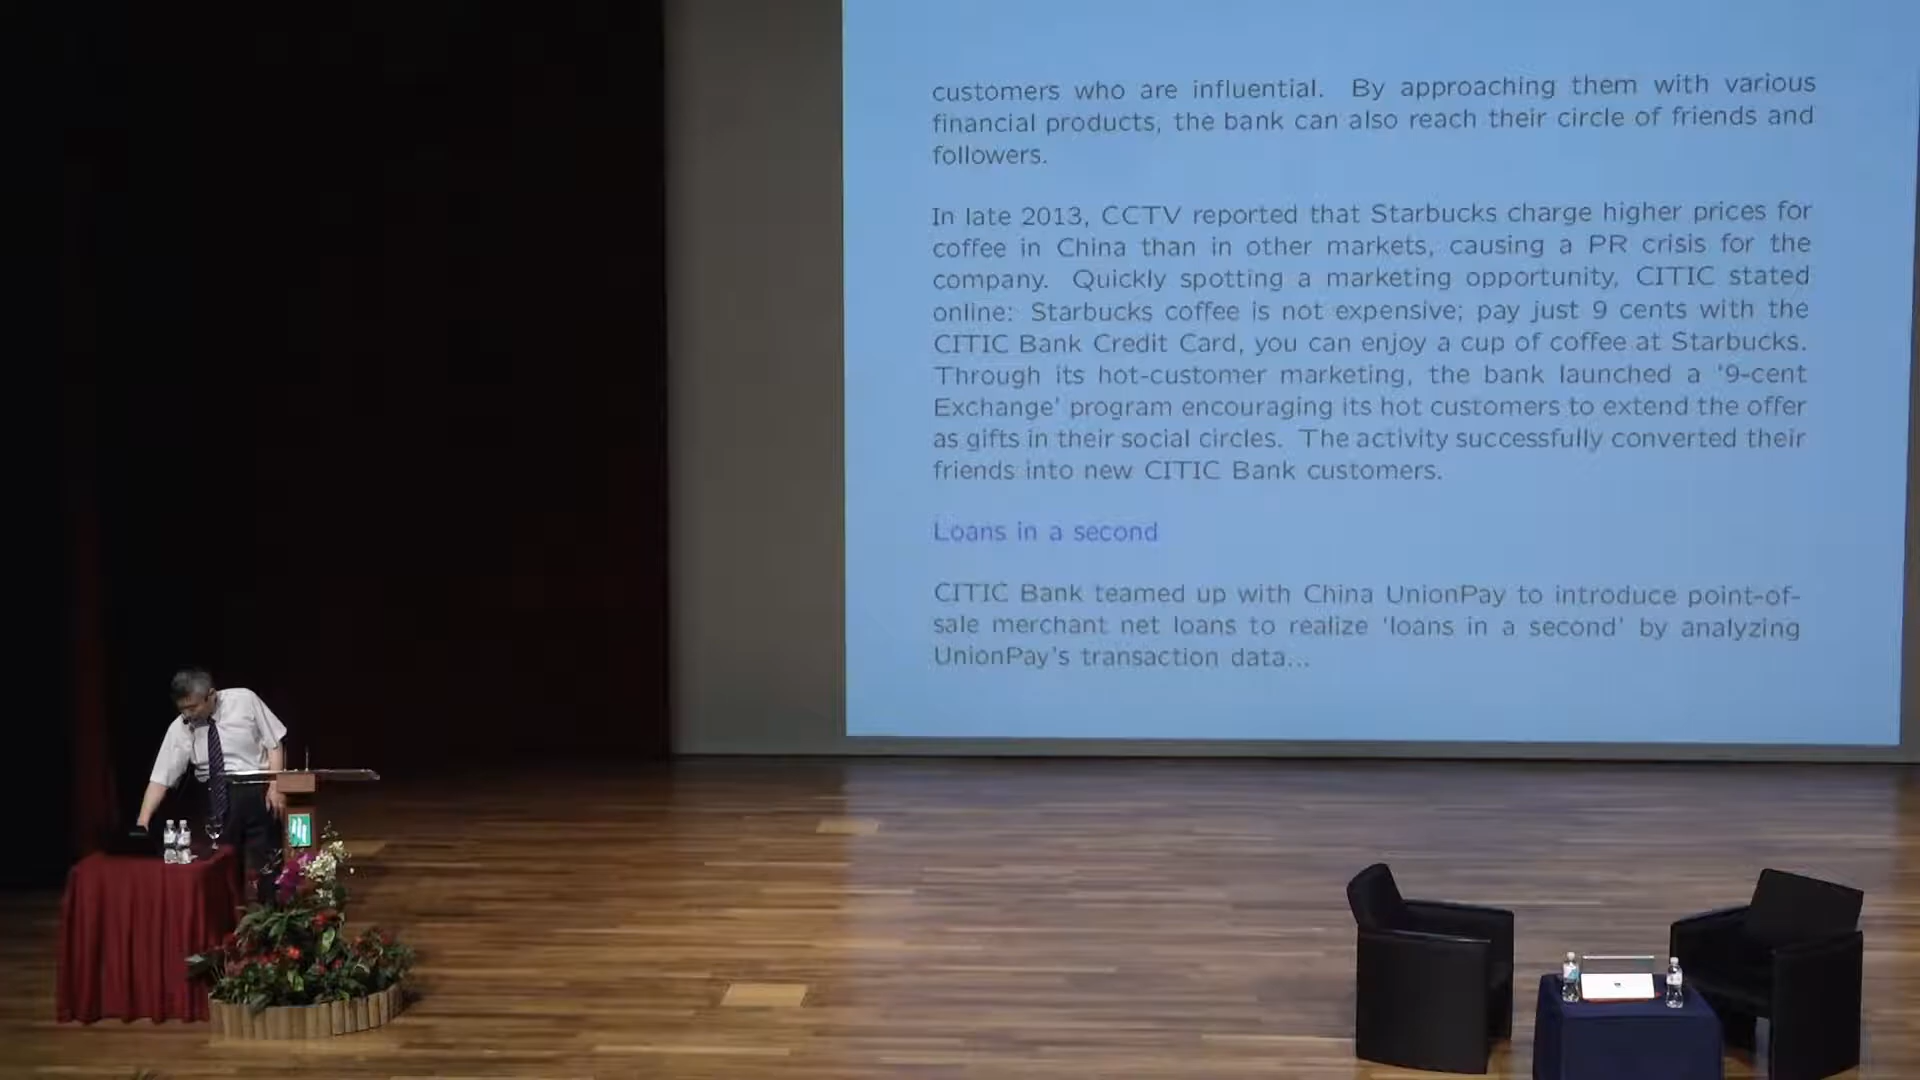 customers who are influential. By approaching them with various
financial products, the bank can also reach their circle of friends and
followers.
In late 2013, CCTV reported that Starbucks charge higher prices for
coffee in China than in other markets, causing a PR crisis for the
company. Quickly spotting a marketing opportunity, CITIC stated
online: Starbucks coffee is not expensive; pay just 9 cents with the
CITIC Bank Credit Card, you can enjoy a cup of coffee at Starbucks.
Through its hot-customer marketing, the bank launched a '9-cent
Exchange' program encouraging its hot customers to extend the offer
as gifts in their social circles. The activity successfully converted their
friends into new CITIC Bank customers.
Loans in a second
CITIC Bank teamed up with China UnionPay to introduce point-of-
sale merchant net loans to realize 'loans in a second' by analyzing
UnionPay's transaction data...